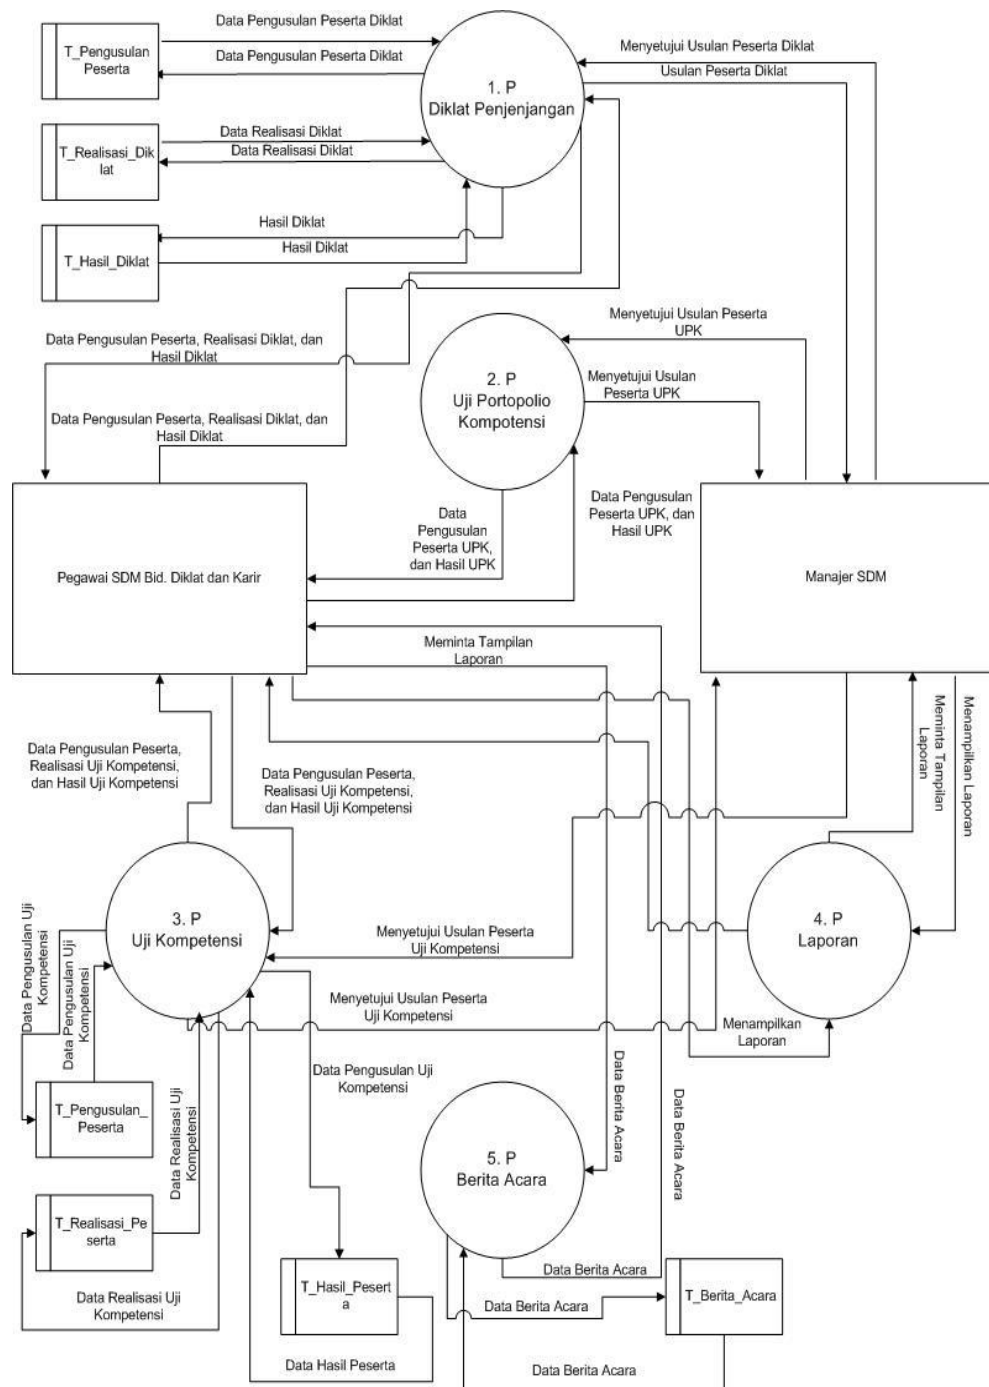 Data Pengusulan Peserta Diklat
T_Pengusulan
Peserta
Data Pengusulan Peserta Diklat
1. P
Diklat Penjenjangan
Menyetujui Usulan Peserta Diklat
Usulan Peserta Diklat
T_Realisasi_Dik
lat
Data Realisasi Diklat
Data Realisasi Diklat
T_Hasil_Diklat
Hasil Diklat
Hasil Diklat
Data Pengusulan Peserta, Realisasi Diklat, dan
Hasil Diklat
Data Pengusulan Peserta, Realisasi Diklat, dan
Hasil Diklat
2. P
Uji Portopolio
Kompotensi
Menyetujui Usulan Peserta
UPK
Menyetujui Usulan
Peserta UPK
Pegawai SDM Bid. Diklat dan Karir
Data
Pengusulan
Peserta UPK,
dan Hasil UPK
Data Pengusulan
Peserta UPK, dan
Hasil UPK
Manajer SDM
Meminta Tampilan
Laporan
Data Pengusulan Peserta,
Realisasi Uji Kompetensi,
dan Hasil Uji Kompetensi
Data Pengusulan Peserta,
Realisasi Uji Kompetensi,
dan Hasil Uji Kompetensi
Meminta Tampilan
Laporan
Menampilkan Laporan
3. P
Uji Kompetensi
Menyetujui Usulan Peserta
Uji Kompetensi
4. P
Laporan
Menyetujui Usulan Peserta
Uji Kompetensi
Menampilkan
Laporan
Data Pengusulan Uji
Kompetensi
Data Pengusulan Uji
Kompetensi
Data Pengusulan Uji
Kompetensi
T_Pengusulan_
Peserta
Data Realisasi Uji
Kompetensi
T_Realisasi_Pe
serta
Data Realisasi Uji
Kompetensi
T_Hasil_Pesert
a
Data Hasil Peserta
5. P
Berita Acara
Data Berita Acara
Data Berita Acara
Data Berita Acara
Data Berita Acara
T_Berita_Acara
Data Berita Acara